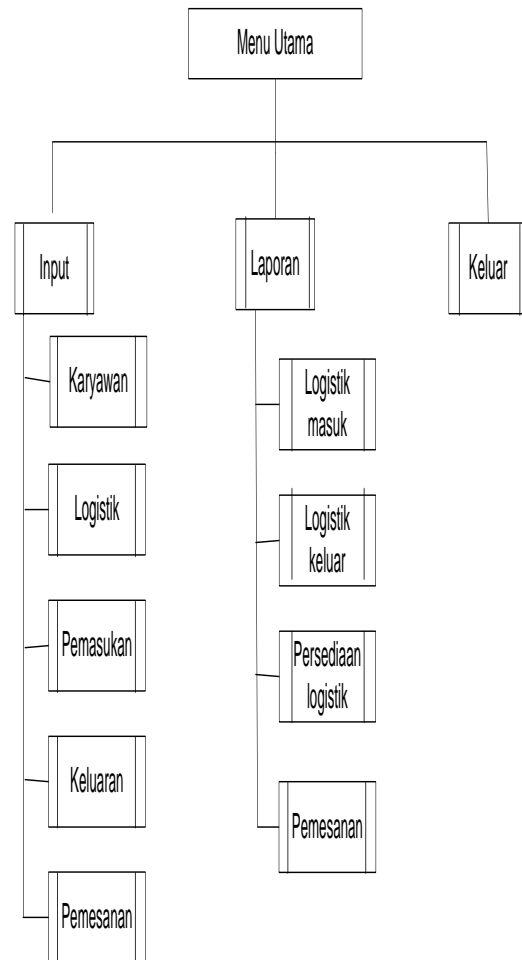 Menu Utama
Input
Laporan
Keluar
Karyawan
Logistik
Pemasukan
Keluaran
Pemesanan
Logistik
masuk
Logistik
keluar
Persediaan
logistik
Pemesanan